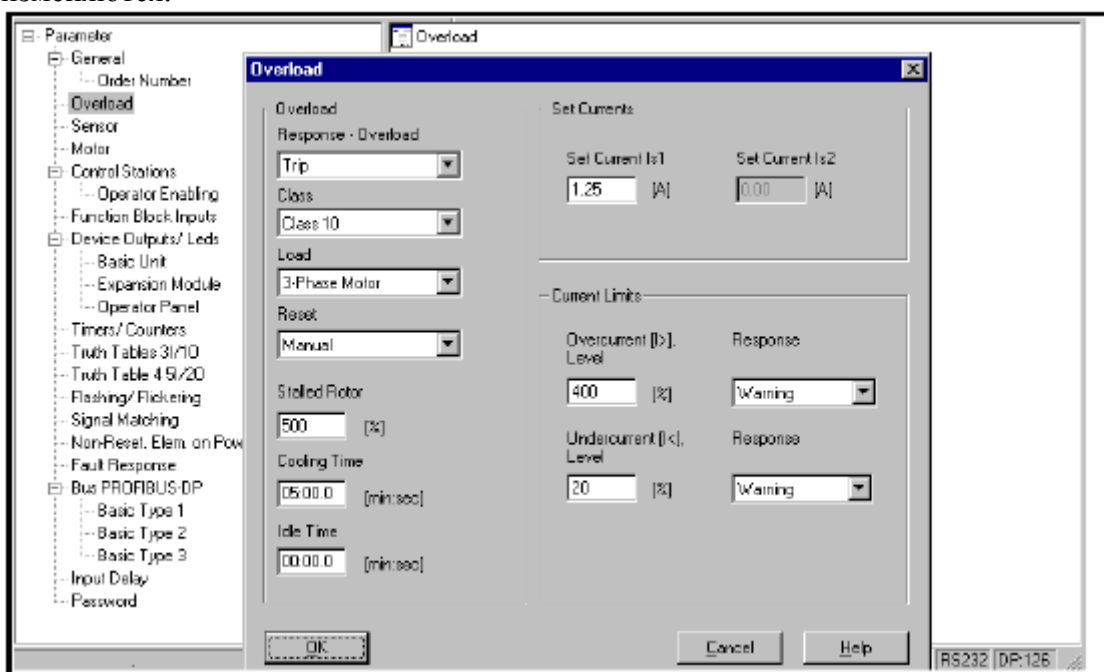 Parameter
General
Order Number
Overload
Sensor
Motor
Control Stations
Operator Enabling
Function Block Inputs
Device Outputs/ Leds
Basic Unit
Expansion Module
Operator Panel
Timers/ Counters
Truth Tables 3I/1O
Truth Table 4 5I/2O
Flashing/ Flickering
Signal Matching
Non-Reset. Elem. on Pow
Fault Response
Bus PROFIBUS-DP
Basic Type 1
Basic Type 2
Basic Type 3
Input Delay
Password
Overload
Overload
Overload
Response - Overload
Trip
Class
Class 10
Load
3-Phase Motor
Reset
Manual
Stalled Rotor
500 [%]
Cooling Time
05:00.0 [min:sec]
Idle Time
00:00.0 [min:sec]
Set Currents
Set Current Is1 Set Current Is2
1.25 [A] 0.00 [A]
Current Limits
Overcurrent [I>], Response
Level
400 [%] Warning
Undercurrent [I<], Response
Level
20 [%] Warning
OK Cancel Help
RS232 DP:126